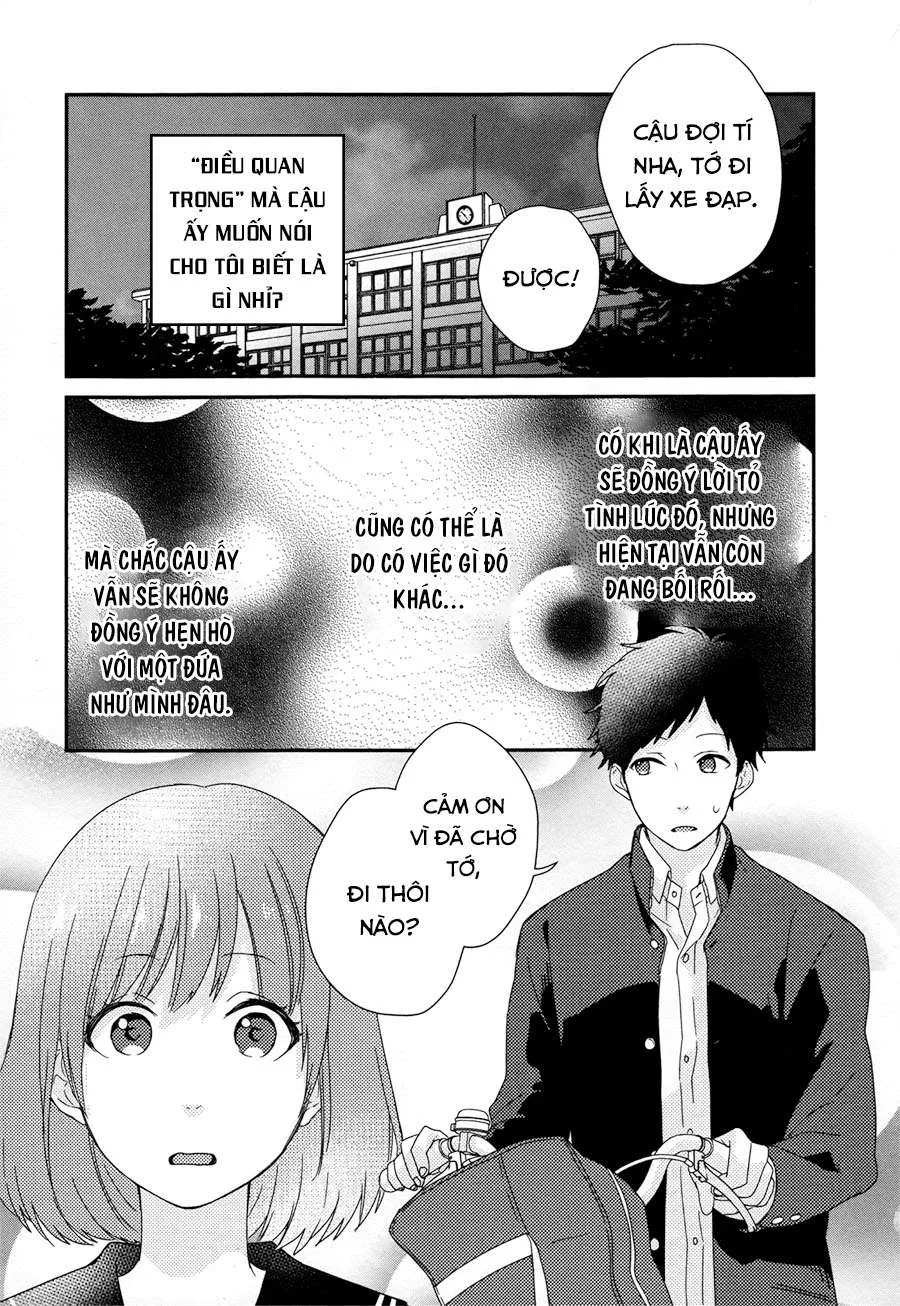 CẬU ĐỢI TÍ
NHA, TỚ ĐI
LẤY XE ĐẠP.
ĐƯỢC!
“ĐIỀU QUAN
TRỌNG” MÀ CẬU
ẤY MUỐN NÓI
CHO TÔI BIẾT LÀ
GÌ NHỈ?
CÓ KHI LÀ CẬU ẤY
SẼ ĐỒNG Ý LỜI TỎ
TÌNH LÚC ĐÓ, NHƯNG
HIỆN TẠI VẪN CÒN
ĐANG BỐI RỐI...
CŨNG CÓ THỂ LÀ
DO CÓ VIỆC GÌ ĐÓ
KHÁC...
MÀ CHẮC CẬU ẤY
VẪN SẼ KHÔNG
ĐỒNG Ý HẸN HÒ
VỚI MỘT ĐỨA
NHƯ MÌNH ĐÂU.
CẢM ƠN
VÌ ĐÃ CHỜ
TỚ,
ĐI THÔI
NÀO?